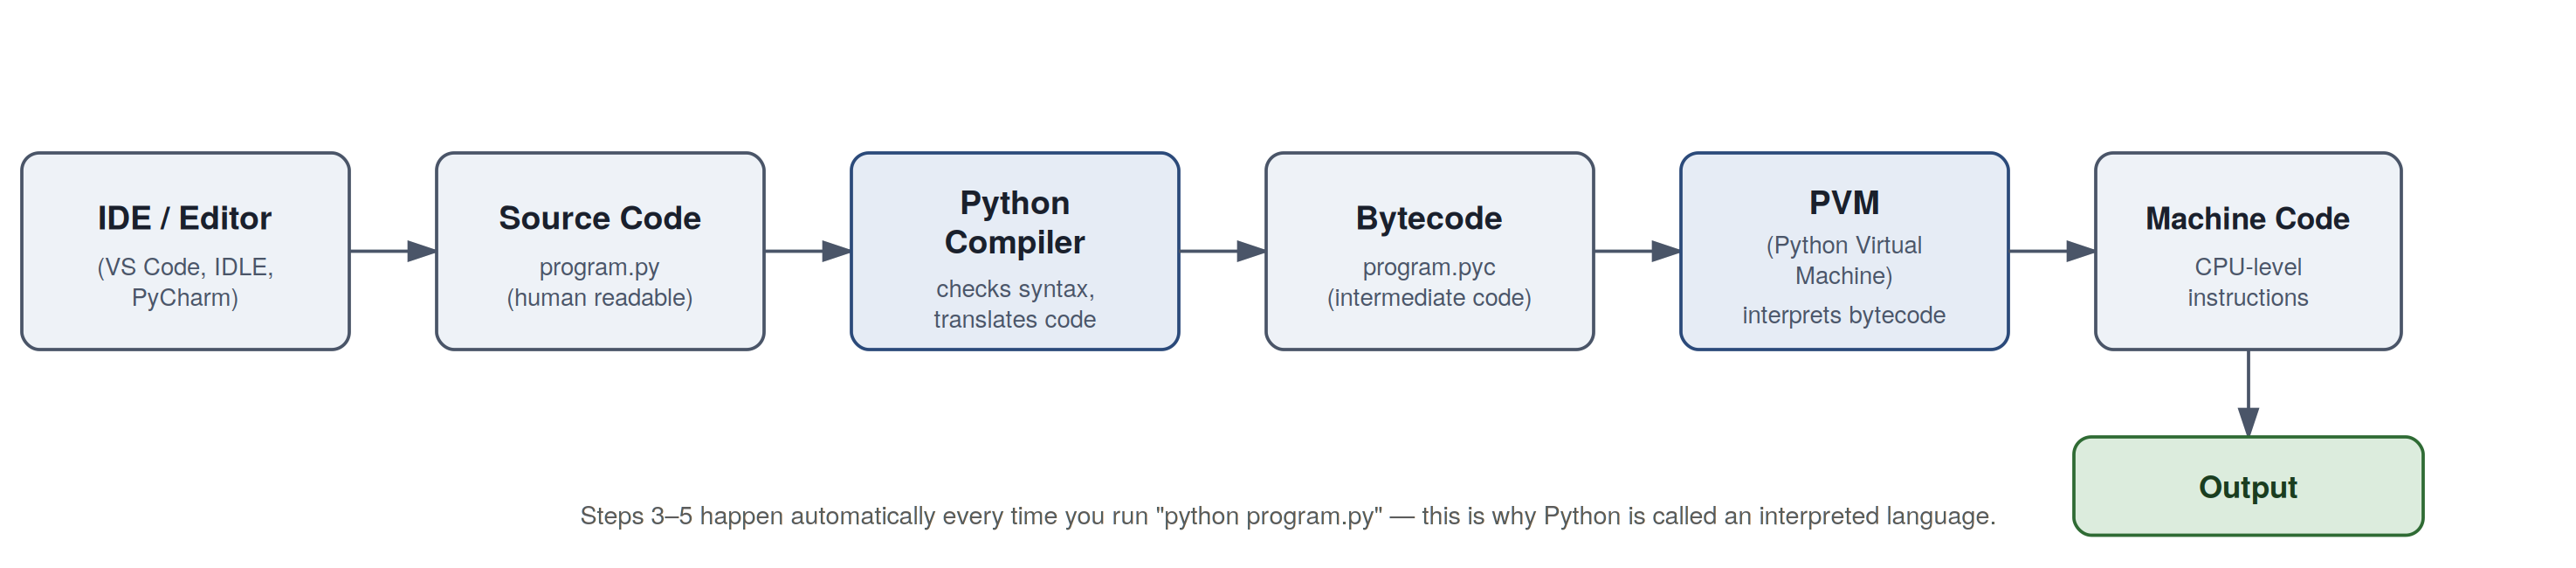 IDE / Editor
(VS Code, IDLE,
PyCharm)
Source Code
program.py
(human readable)
Python
Compiler
checks syntax,
translates code
Bytecode
program.pyc
(intermediate code)
PVM
(Python Virtual
Machine)
interprets bytecode
Machine Code
CPU-level
instructions
Output
Steps 3–5 happen automatically every time you run "python program.py" — this is why Python is called an interpreted language.